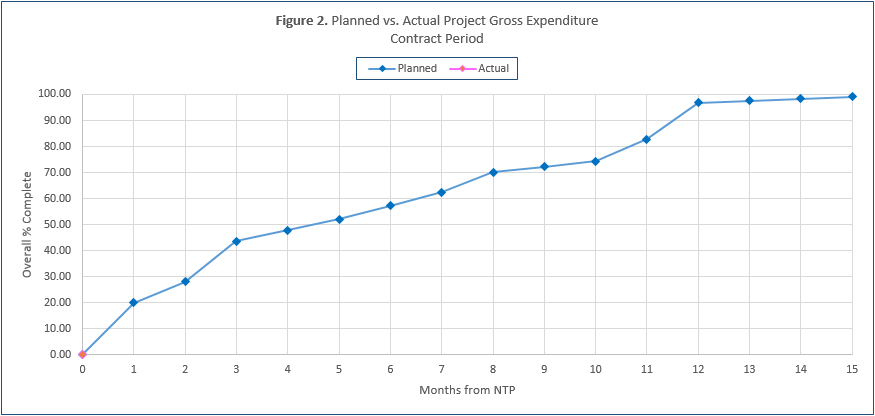 Figure 2. Planned vs. Actual Project Gross Expenditure
Contract Period
Planned Actual
100.00
90.00
80.00
70.00
60.00
50.00
40.00
30.00
20.00
10.00
0.00
Overall % Complete
0 1 2 3 4 5 6 7 8 9 10 11 12 13 14 15
Months from NTP